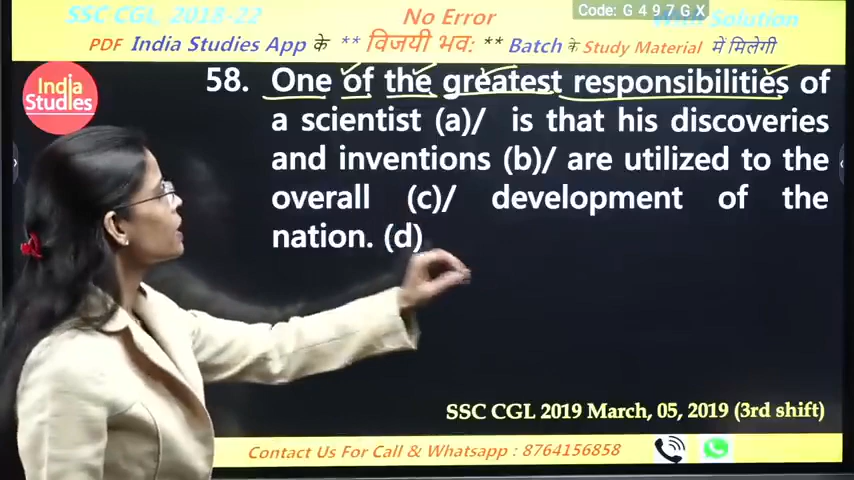 SSC CGL, 2018-22
No Error
Code: G 4 9 7 G X
With Solution
PDF India Studies App के ** विजयी भव: ** Batch के Study Material में मिलेगी
India
Studies
58. One of the greatest responsibilities of
a scientist (a)/ is that his discoveries
and inventions (b)/ are utilized to the
overall (c)/ development of the
nation. (d)
SSC CGL 2019 March, 05, 2019 (3rd shift)
Contact Us For Call & Whatsapp : 8764156858